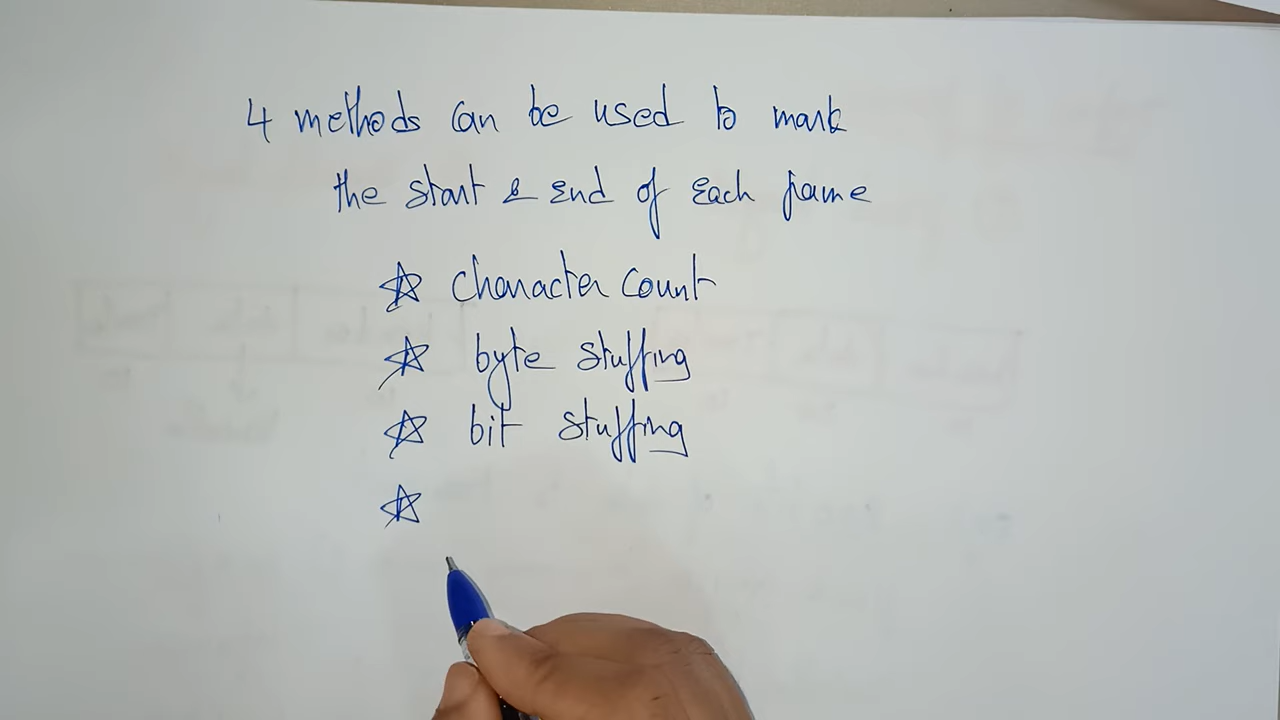 4 methods can be used to mark
the start & End of Each frame
☆ character count
☆ byte stuffing
☆ bit stuffing
☆